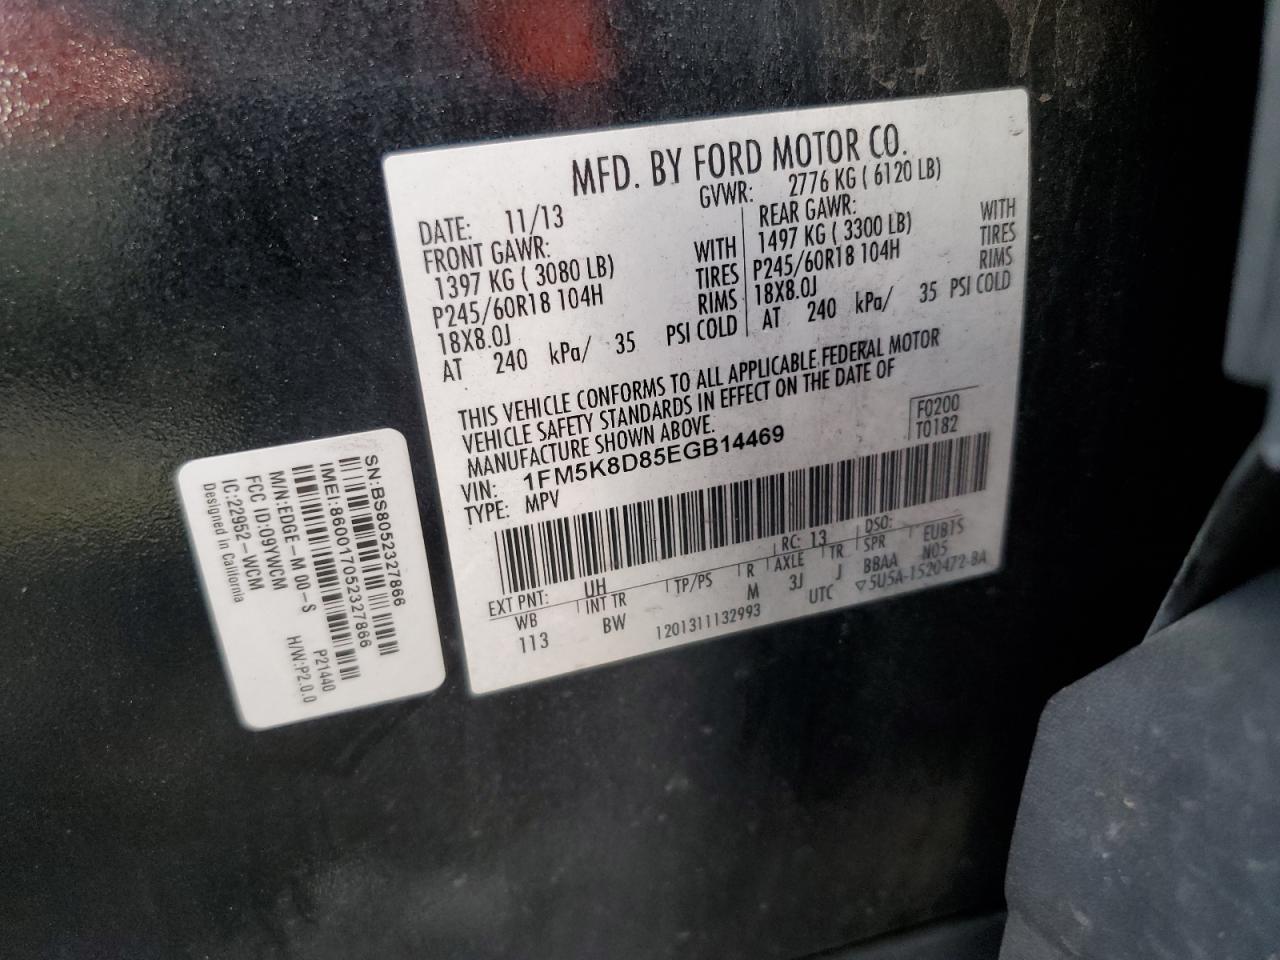 MFD. BY FORD MOTOR CO.
DATE: 11/13
GVWR: 2776 KG ( 6120 LB)
FRONT GAWR:
1397 KG ( 3080 LB)
P245/60R18 104H
18X8.0J
AT 240 kPa/ 35 PSI COLD
WITH
TIRES
RIMS
REAR GAWR:
1497 KG ( 3300 LB)
P245/60R18 104H
18X8.0J
AT 240 kPa/ 35 PSI COLD
WITH
TIRES
RIMS
THIS VEHICLE CONFORMS TO ALL APPLICABLE FEDERAL MOTOR
VEHICLE SAFETY STANDARDS IN EFFECT ON THE DATE OF
MANUFACTURE SHOWN ABOVE.
F0200
T0182
VIN: 1FM5K8D85EGB14469
TYPE: MPV
EXT PNT: UH RC: 13 DSO:
WB INT TR TP/PS R AXLE TR SPR EUB1S
113 BW M 3J J BBAA N05
1201311132993 UTC ▽5U5A-1520472-BA
SN:BS8052327866
IMEI:860017052327866
P21440
M/N:EDGE-M 00-S H/W:P2.0.0
FCC ID:O9YWCM
IC:22952-WCM
Designed in California